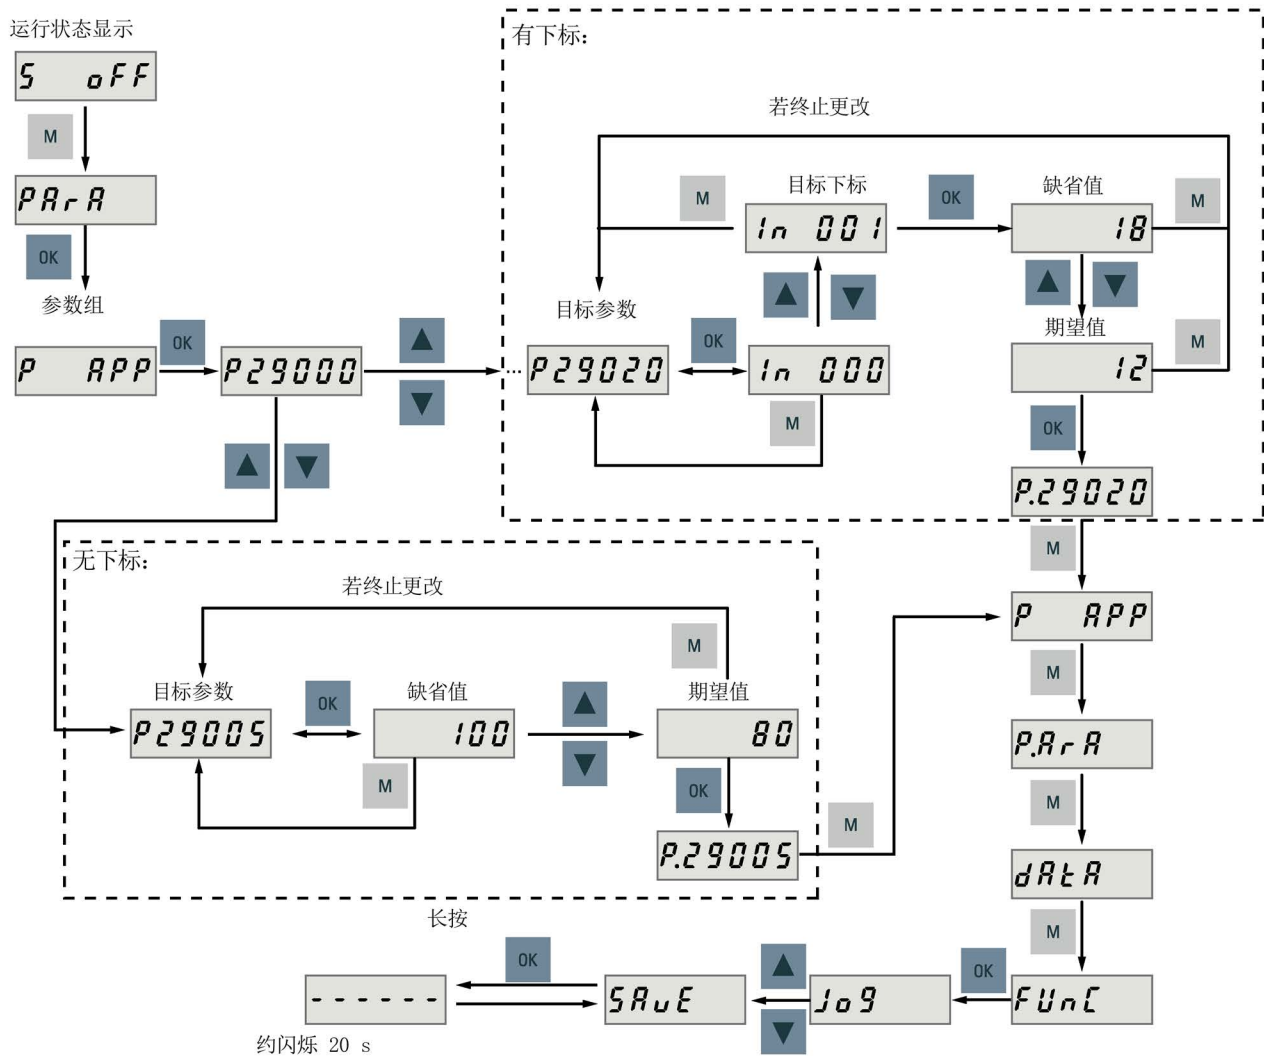 运行状态显示
S oFF
M
PArA
OK
参数组
P APP
OK
P29000
有下标:
若终止更改
M
目标下标
In 001
OK
缺省值
18
M
目标参数
...P29020
OK
In 000
M
期望值
12
M
OK
P.29020
M
无下标:
若终止更改
M
目标参数
P29005
OK
缺省值
100
M
期望值
80
OK
P.29005
M
P APP
M
P.ArA
M
dAtA
M
FUnC
OK
JoG
SAvE
长按
OK
------
约闪烁 20 s